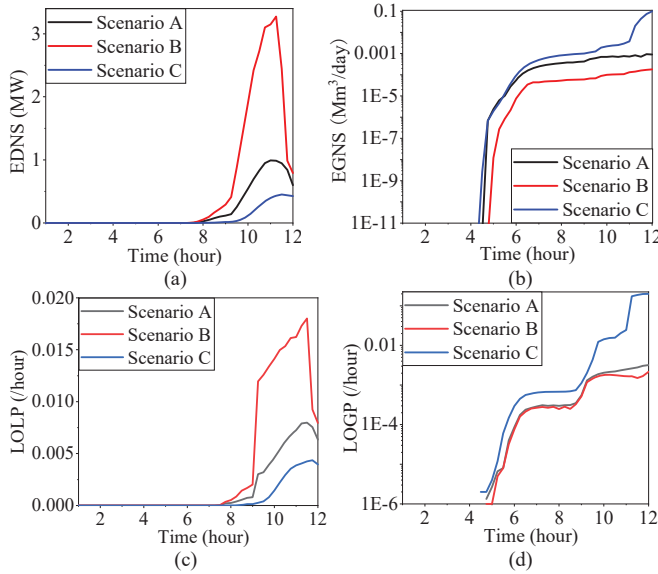 Scenario A
Scenario B
Scenario C
EDNS (MW)
3
2
1
0
2 4 6 8 10 12
Time (hour)
(a)
EGNS (Mm³/day)
0.1
0.001
1E-5
1E-7
1E-9
1E-11
Scenario A
Scenario B
Scenario C
2 4 6 8 10 12
Time (hour)
(b)
LOLP (/hour)
0.020
0.015
0.010
0.005
0.000
Scenario A
Scenario B
Scenario C
2 4 6 8 10 12
Time (hour)
(c)
LOGP (/hour)
0.01
1E-4
1E-6
Scenario A
Scenario B
Scenario C
2 4 6 8 10 12
Time (hour)
(d)